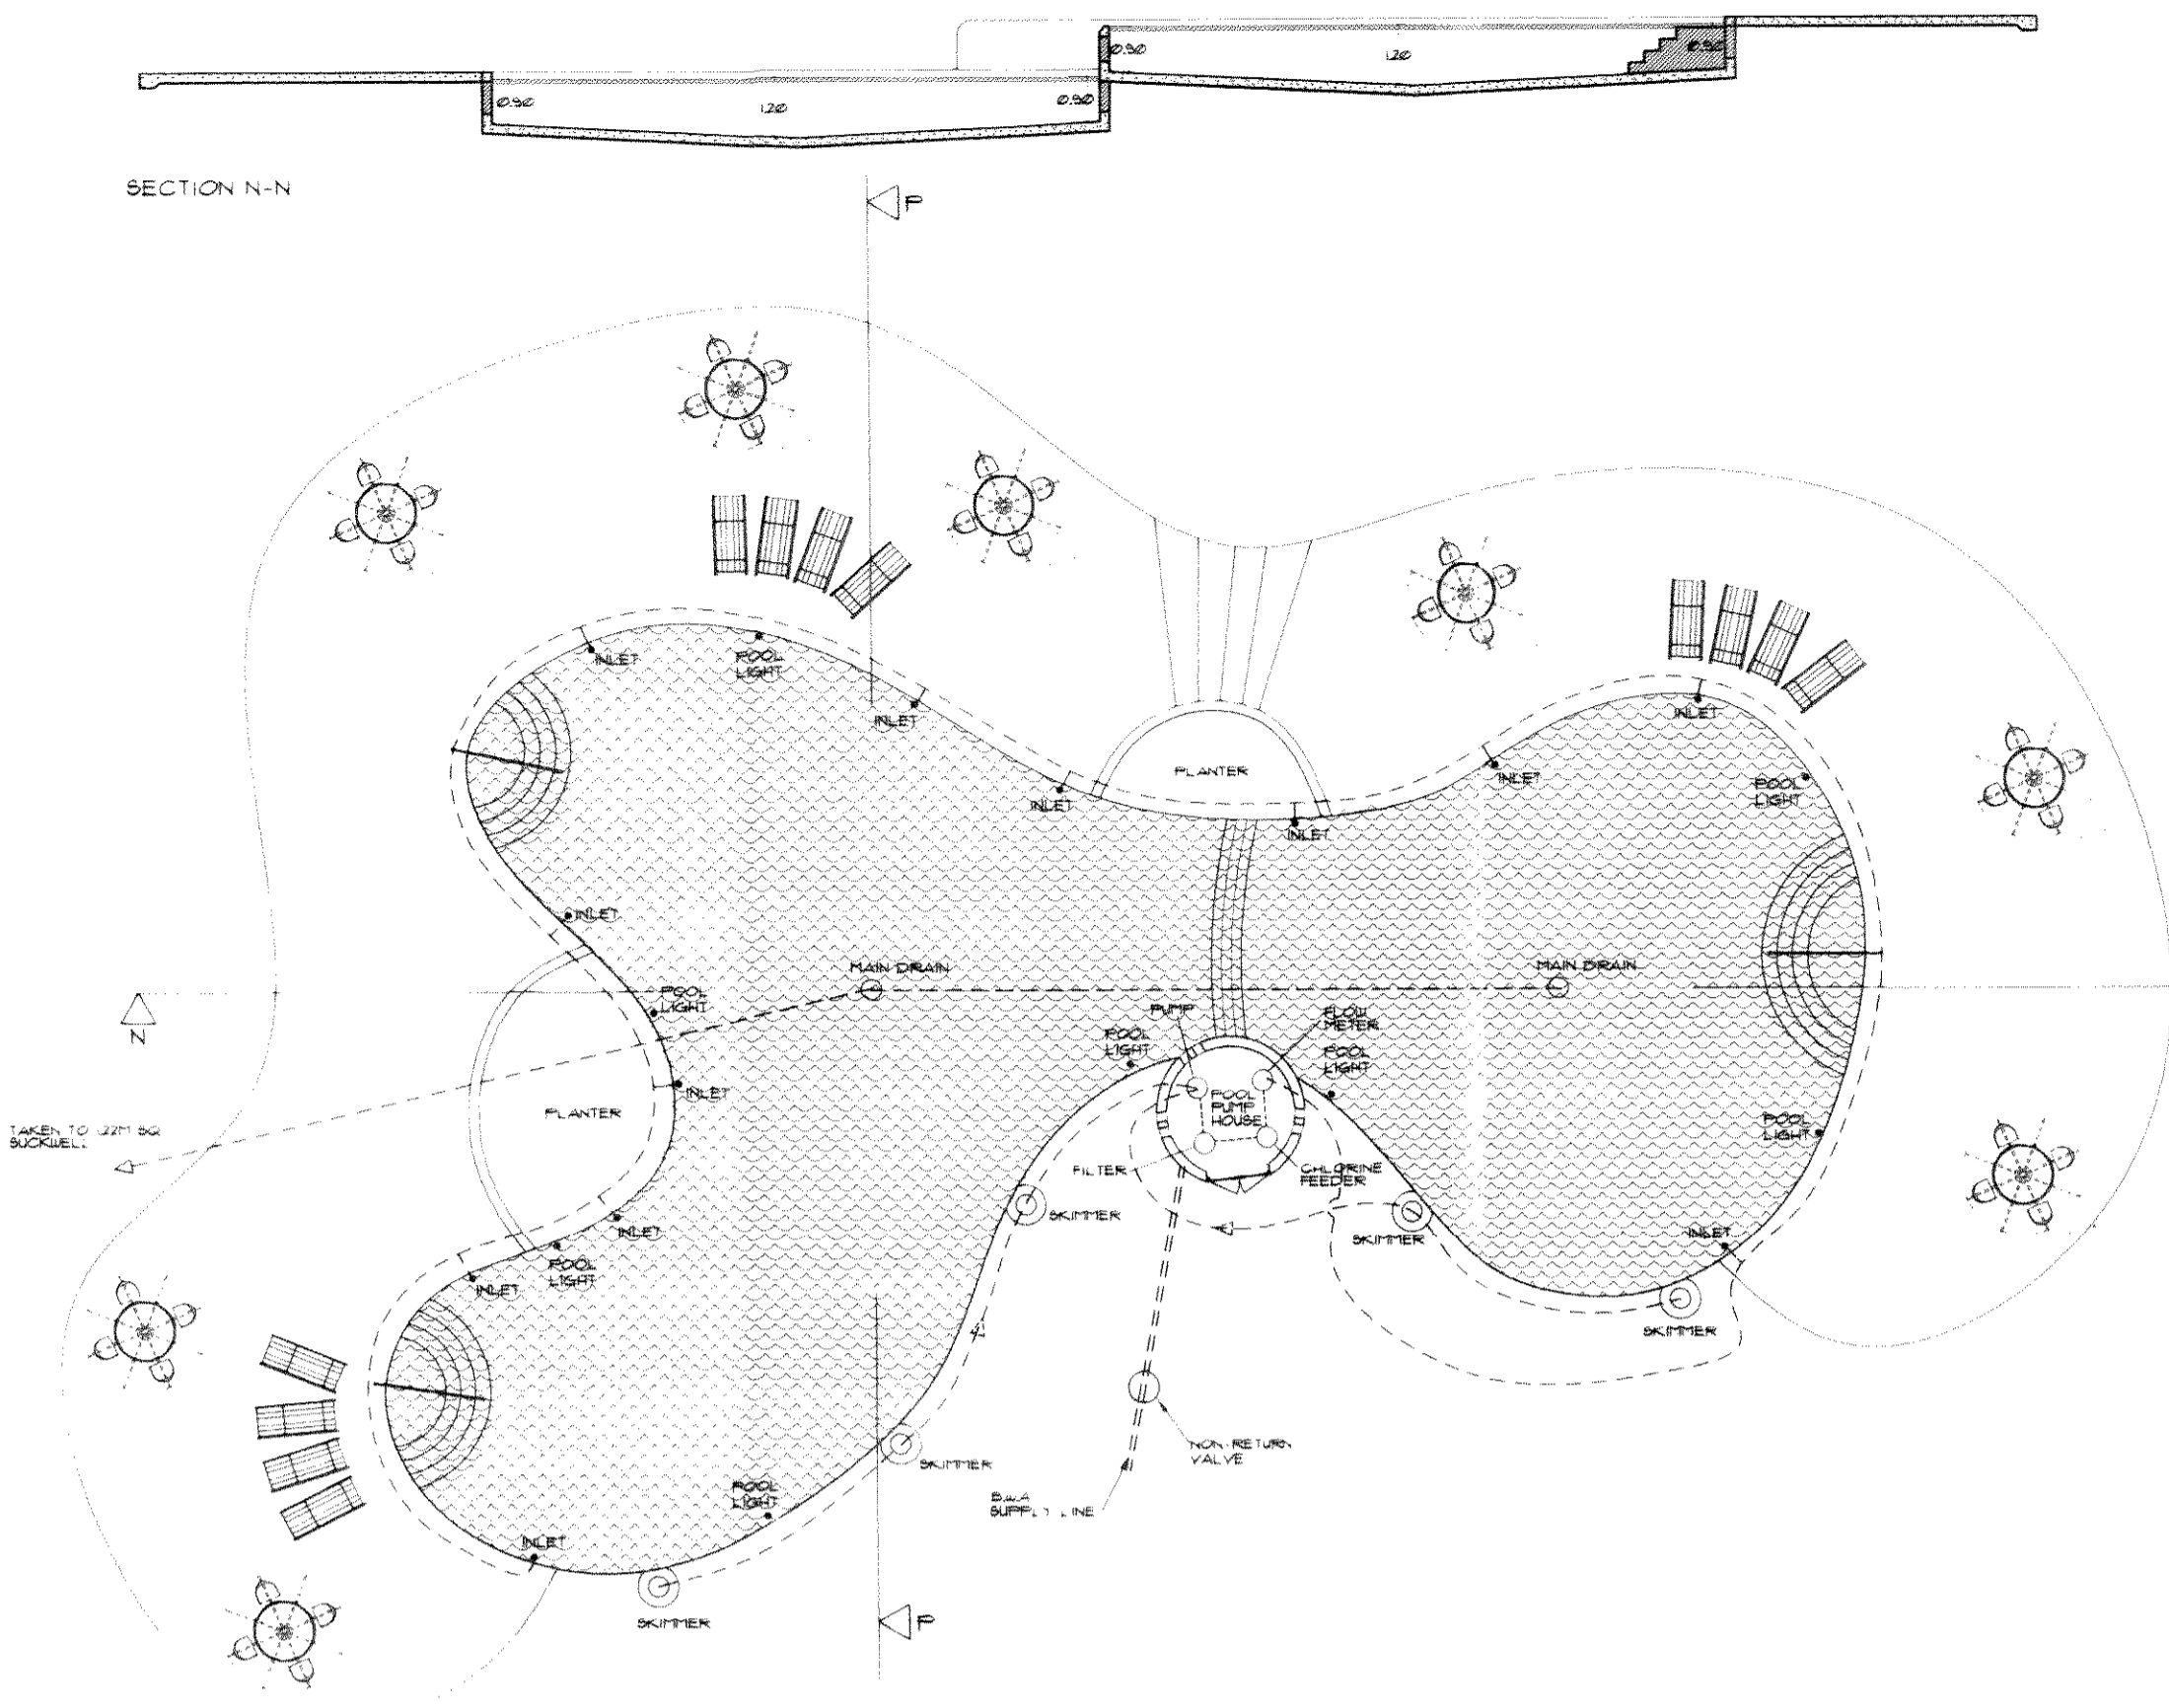 0.90
1.20
0.90
0.90
1.20
0.90
SECTION N-N
P
INLET
POOL
LIGHT
INLET
INLET
PLANTER
INLET
INLET
INLET
POOL
LIGHT
INLET
MAIN DRAIN
MAIN DRAIN
POOL
LIGHT
PUMP
FLOW
METER
POOL
LIGHT
POOL
LIGHT
N
INLET
PLANTER
POOL
PUMP
HOUSE
POOL
LIGHT
TAKEN TO 1.22M SQ
SUCKWELL
FILTER
CHLORINE
FEEDER
SKIMMER
INLET
SKIMMER
INLET
POOL
LIGHT
INLET
SKIMMER
NON-RETURN
VALVE
SKIMMER
POOL
LIGHT
B.W.A
SUPPLY LINE
INLET
SKIMMER
P